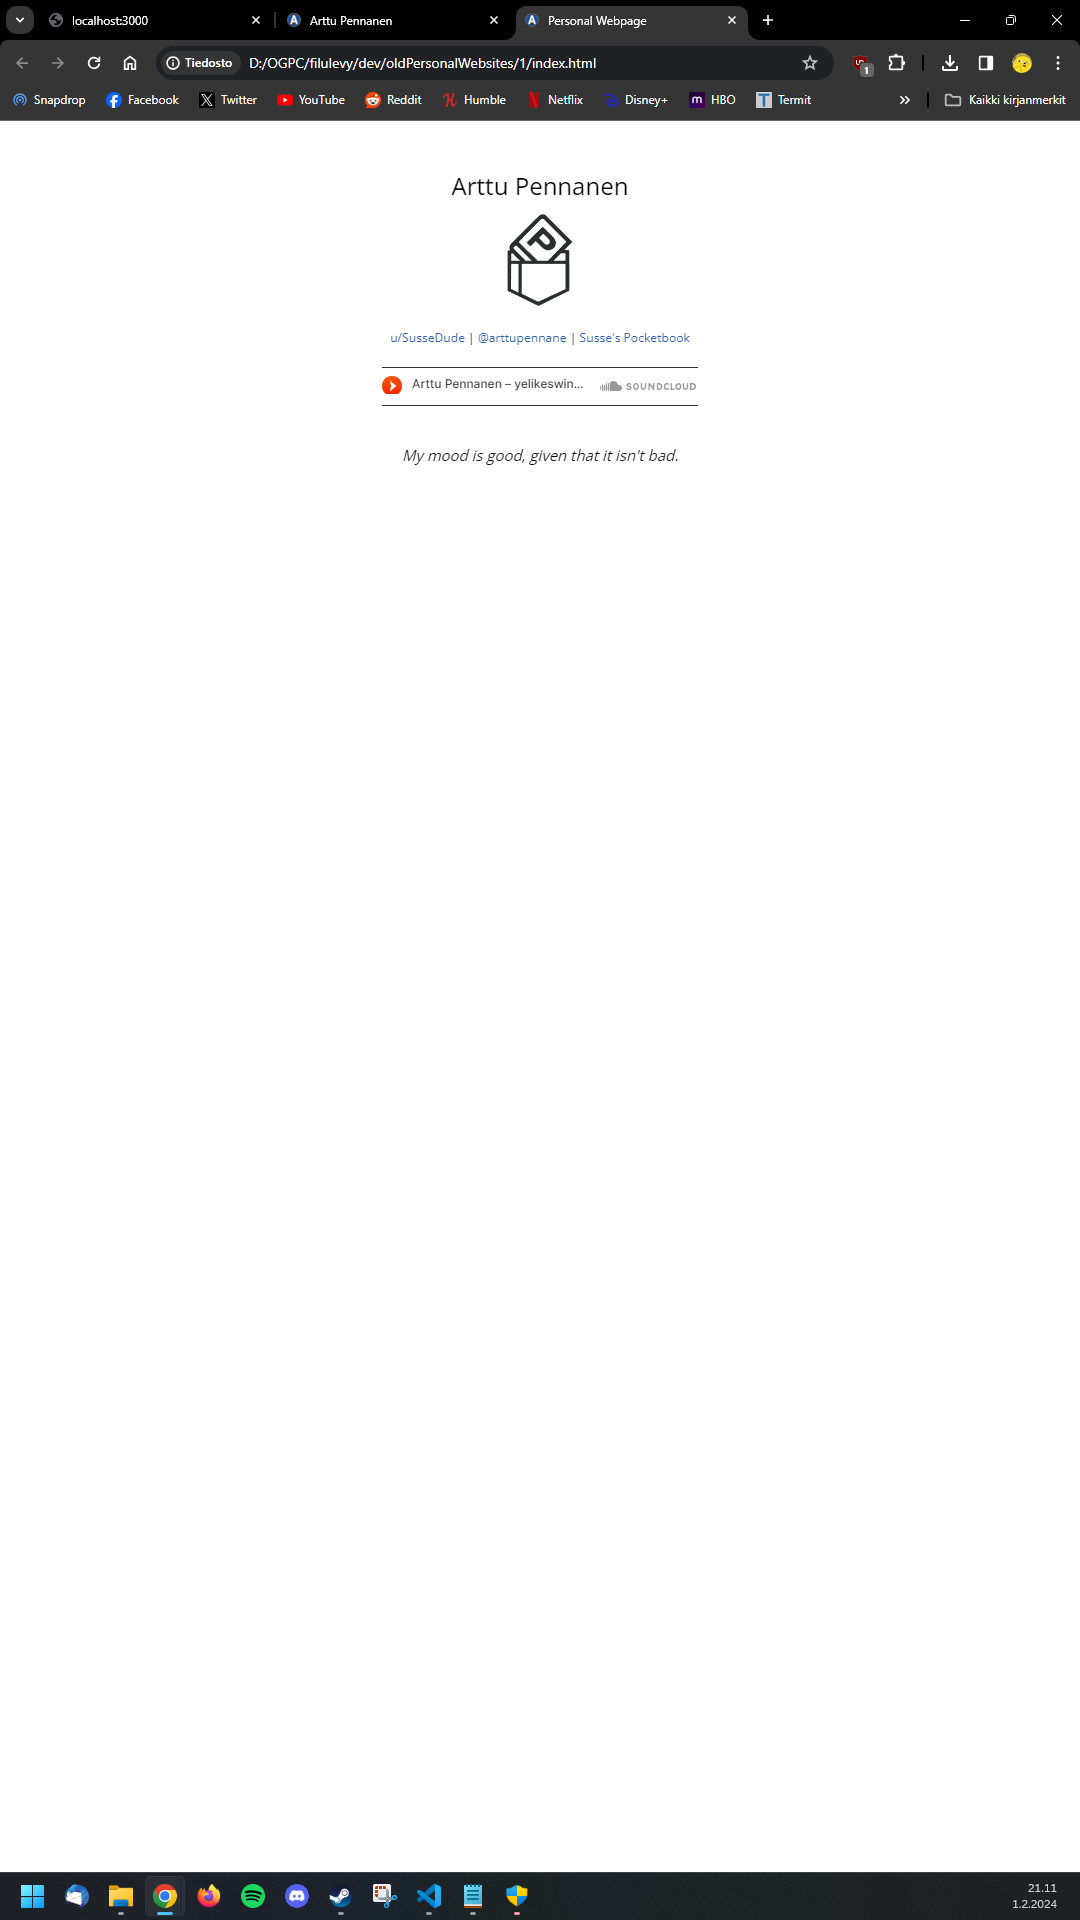 localhost:3000
Arttu Pennanen
Personal Webpage
Tiedosto
D:/OGPC/filulevy/dev/oldPersonalWebsites/1/index.html
1
Snapdrop
Facebook
Twitter
YouTube
Reddit
Humble
Netflix
Disney+
HBO
Termit
Kaikki kirjanmerkit
Arttu Pennanen
P
u/SusseDude | @arttupennane | Susse's Pocketbook
Arttu Pennanen – yelikeswin...
SOUNDCLOUD
My mood is good, given that it isn't bad.
21.11
1.2.2024